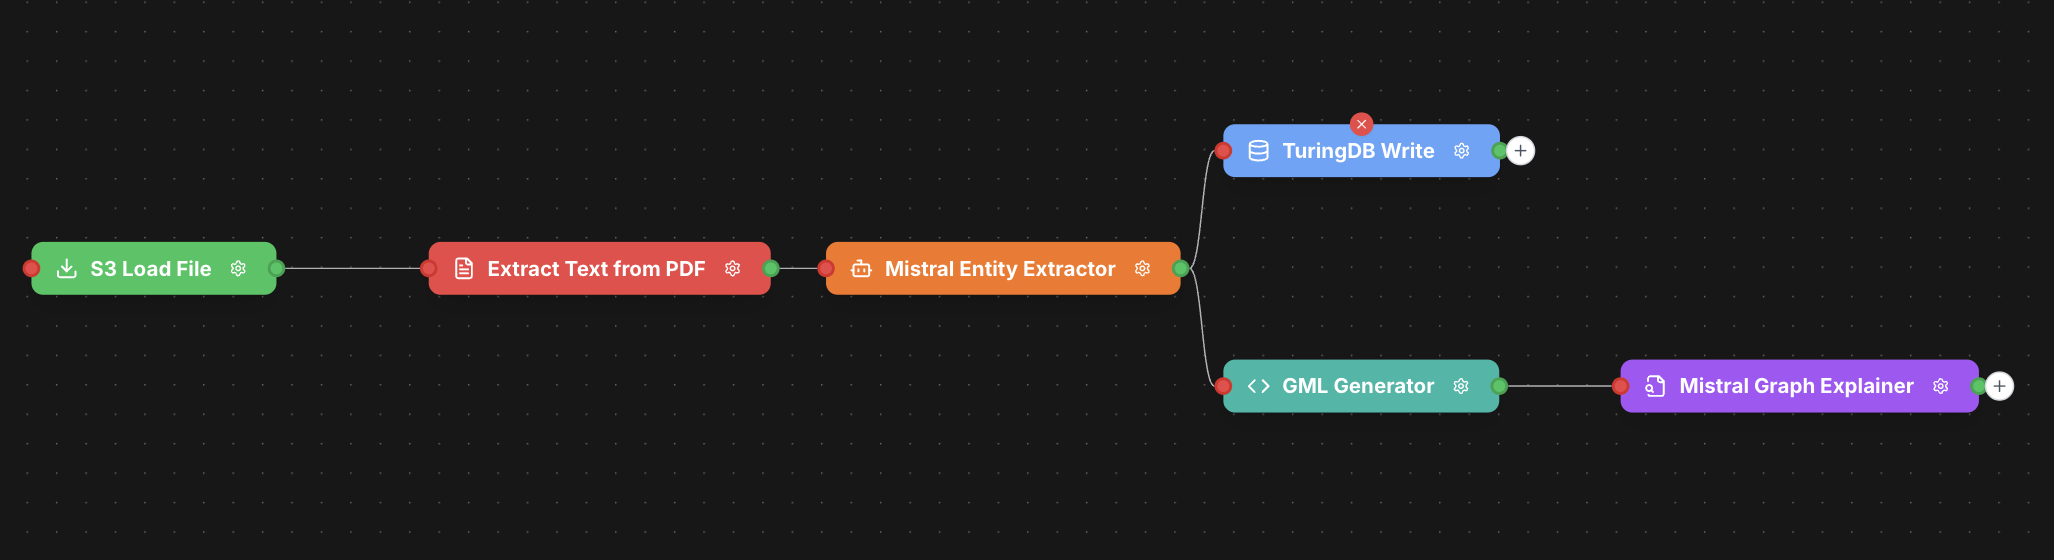 S3 Load File
Extract Text from PDF
Mistral Entity Extractor
TuringDB Write
GML Generator
Mistral Graph Explainer